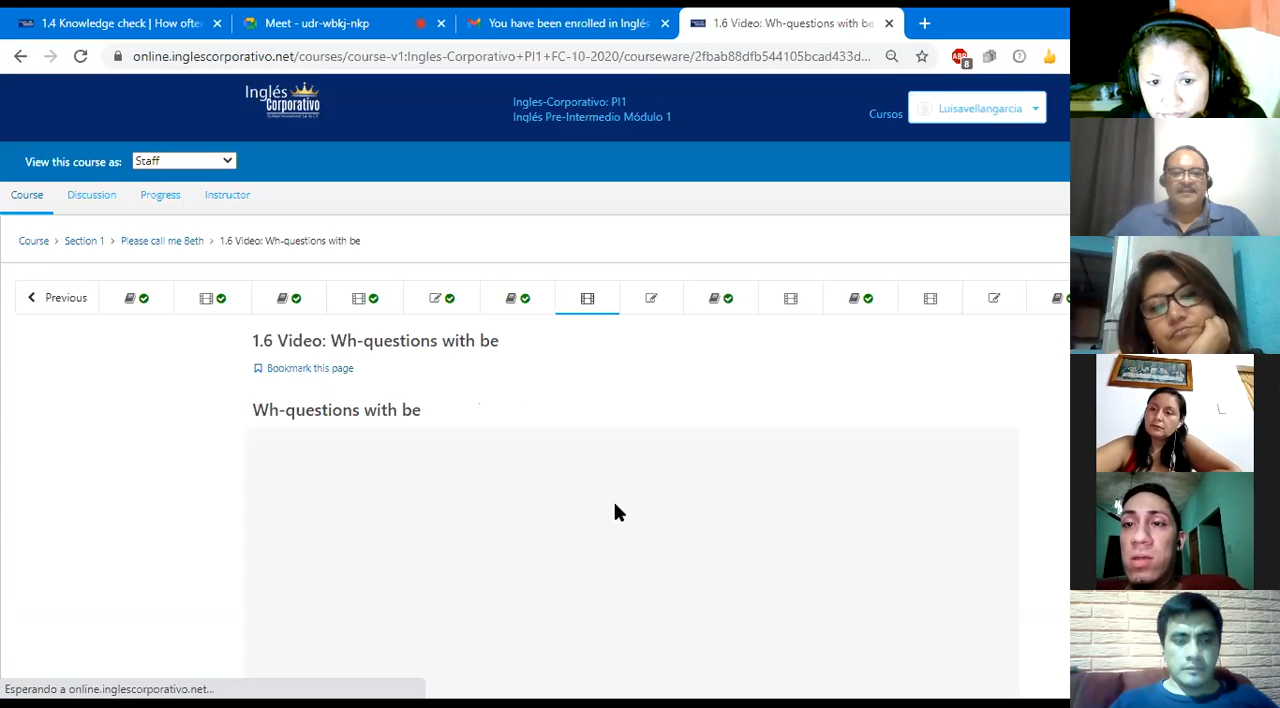 1.4 Knowledge check | How ofte
Meet - udr-wbkj-nkp
You have been enrolled in Inglés
1.6 Video: Wh-questions with be
online.inglescorporativo.net/courses/course-v1:Ingles-Corporativo+PI1+FC-10-2020/courseware/2fbab88dfb544105bcad433d...
ABP
8
Inglés
Corporativo
Ingles-Corporativo: PI1
Inglés Pre-Intermedio Módulo 1
Cursos
Luisavellangarcia
View this course as:
Staff
Course
Discussion
Progress
Instructor
Course > Section 1 > Please call me Beth > 1.6 Video: Wh-questions with be
Previous
1.6 Video: Wh-questions with be
Bookmark this page
Wh-questions with be
Esperando a online.inglescorporativo.net...